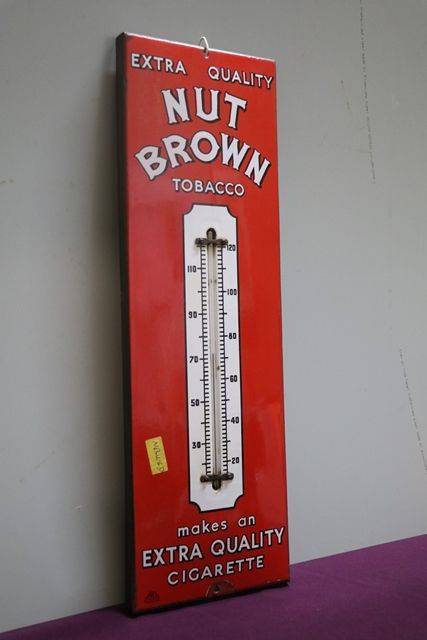 EXTRA QUALITY
NUT
BROWN
TOBACCO
120
110
100
90
80
70
60
50
40
30
20
makes an
EXTRA QUALITY
CIGARETTE